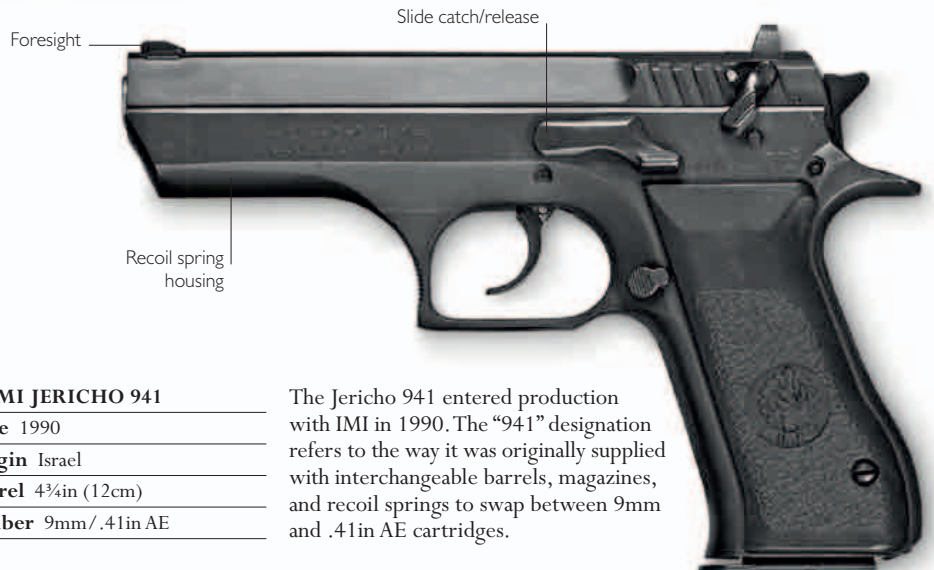 Slide catch/release
Foresight
Recoil spring
housing
MI JERICHO 941
e 1990
gin Israel
rel 4¾in (12cm)
ber 9mm/.41in AE
The Jericho 941 entered production
with IMI in 1990. The “941” designation
refers to the way it was originally supplied
with interchangeable barrels, magazines,
and recoil springs to swap between 9mm
and .41in AE cartridges.